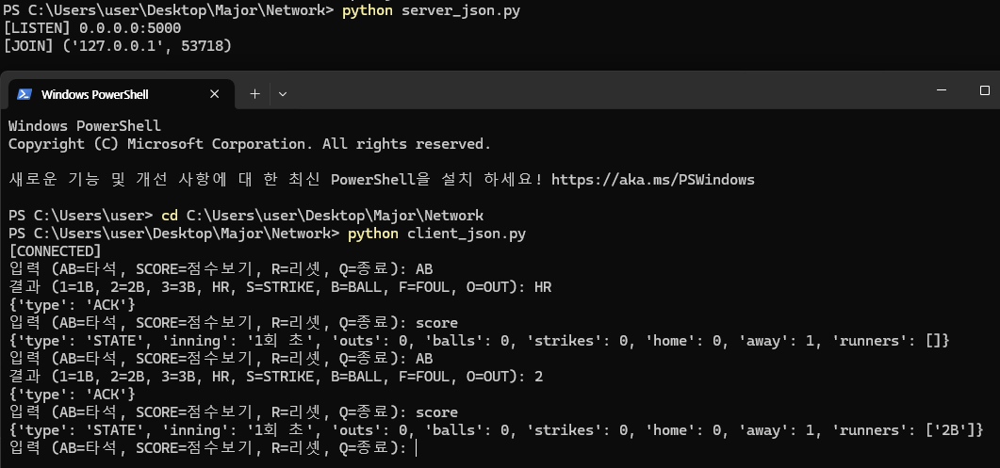 PS C:\Users\user\Desktop\Major\Network> python server_json.py
[LISTEN] 0.0.0.0:5000
[JOIN] ('127.0.0.1', 53718)
Windows PowerShell
Windows PowerShell
Copyright (C) Microsoft Corporation. All rights reserved.
새로운 기능 및 개선 사항에 대 한 최신 PowerShell을 설치 하세요! https://aka.ms/PSWindows
PS C:\Users\user> cd C:\Users\user\Desktop\Major\Network
PS C:\Users\user\Desktop\Major\Network> python client_json.py
[CONNECTED]
입력 (AB=타석, SCORE=점수보기, R=리셋, Q=종료): AB
결과 (1=1B, 2=2B, 3=3B, HR, S=STRIKE, B=BALL, F=FOUL, O=OUT): HR
{'type': 'ACK'}
입력 (AB=타석, SCORE=점수보기, R=리셋, Q=종료): score
{'type': 'STATE', 'inning': '1회 초', 'outs': 0, 'balls': 0, 'strikes': 0, 'home': 0, 'away': 1, 'runners': []}
입력 (AB=타석, SCORE=점수보기, R=리셋, Q=종료): AB
결과 (1=1B, 2=2B, 3=3B, HR, S=STRIKE, B=BALL, F=FOUL, O=OUT): 2
{'type': 'ACK'}
입력 (AB=타석, SCORE=점수보기, R=리셋, Q=종료): score
{'type': 'STATE', 'inning': '1회 초', 'outs': 0, 'balls': 0, 'strikes': 0, 'home': 0, 'away': 1, 'runners': ['2B']}
입력 (AB=타석, SCORE=점수보기, R=리셋, Q=종료):